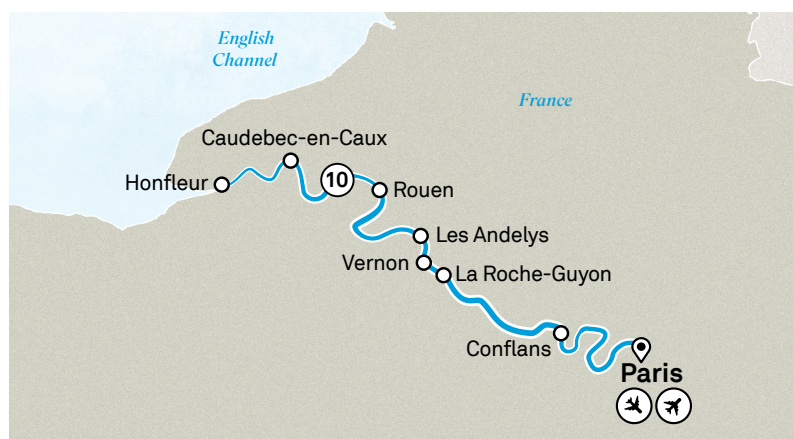 English
Channel
France
Caudebec-en-Caux
Honfleur
10
Rouen
Les Andelys
Vernon
La Roche-Guyon
Conflans
Paris